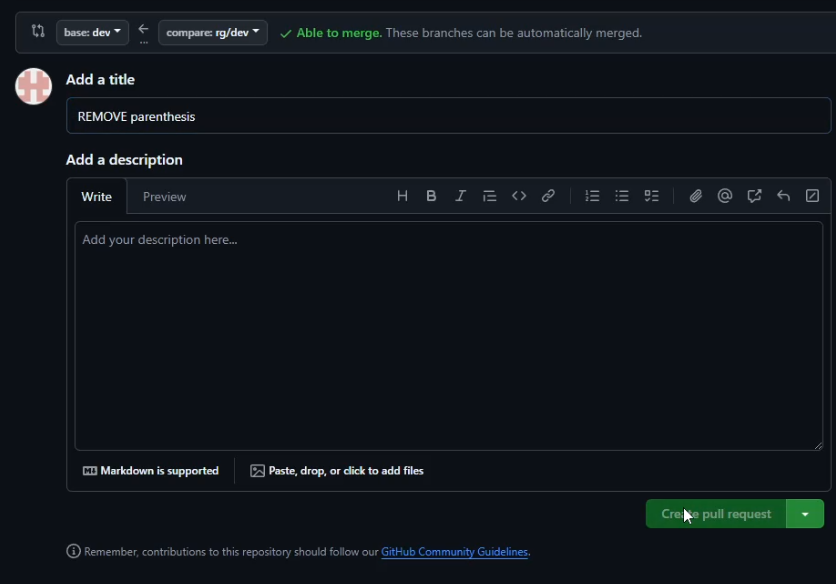 base: dev compare: rg/dev Able to merge. These branches can be automatically merged.
Add a title
REMOVE parenthesis
Add a description
Write Preview
Add your description here...
Markdown is supported Paste, drop, or click to add files
Create pull request
Remember, contributions to this repository should follow our GitHub Community Guidelines.